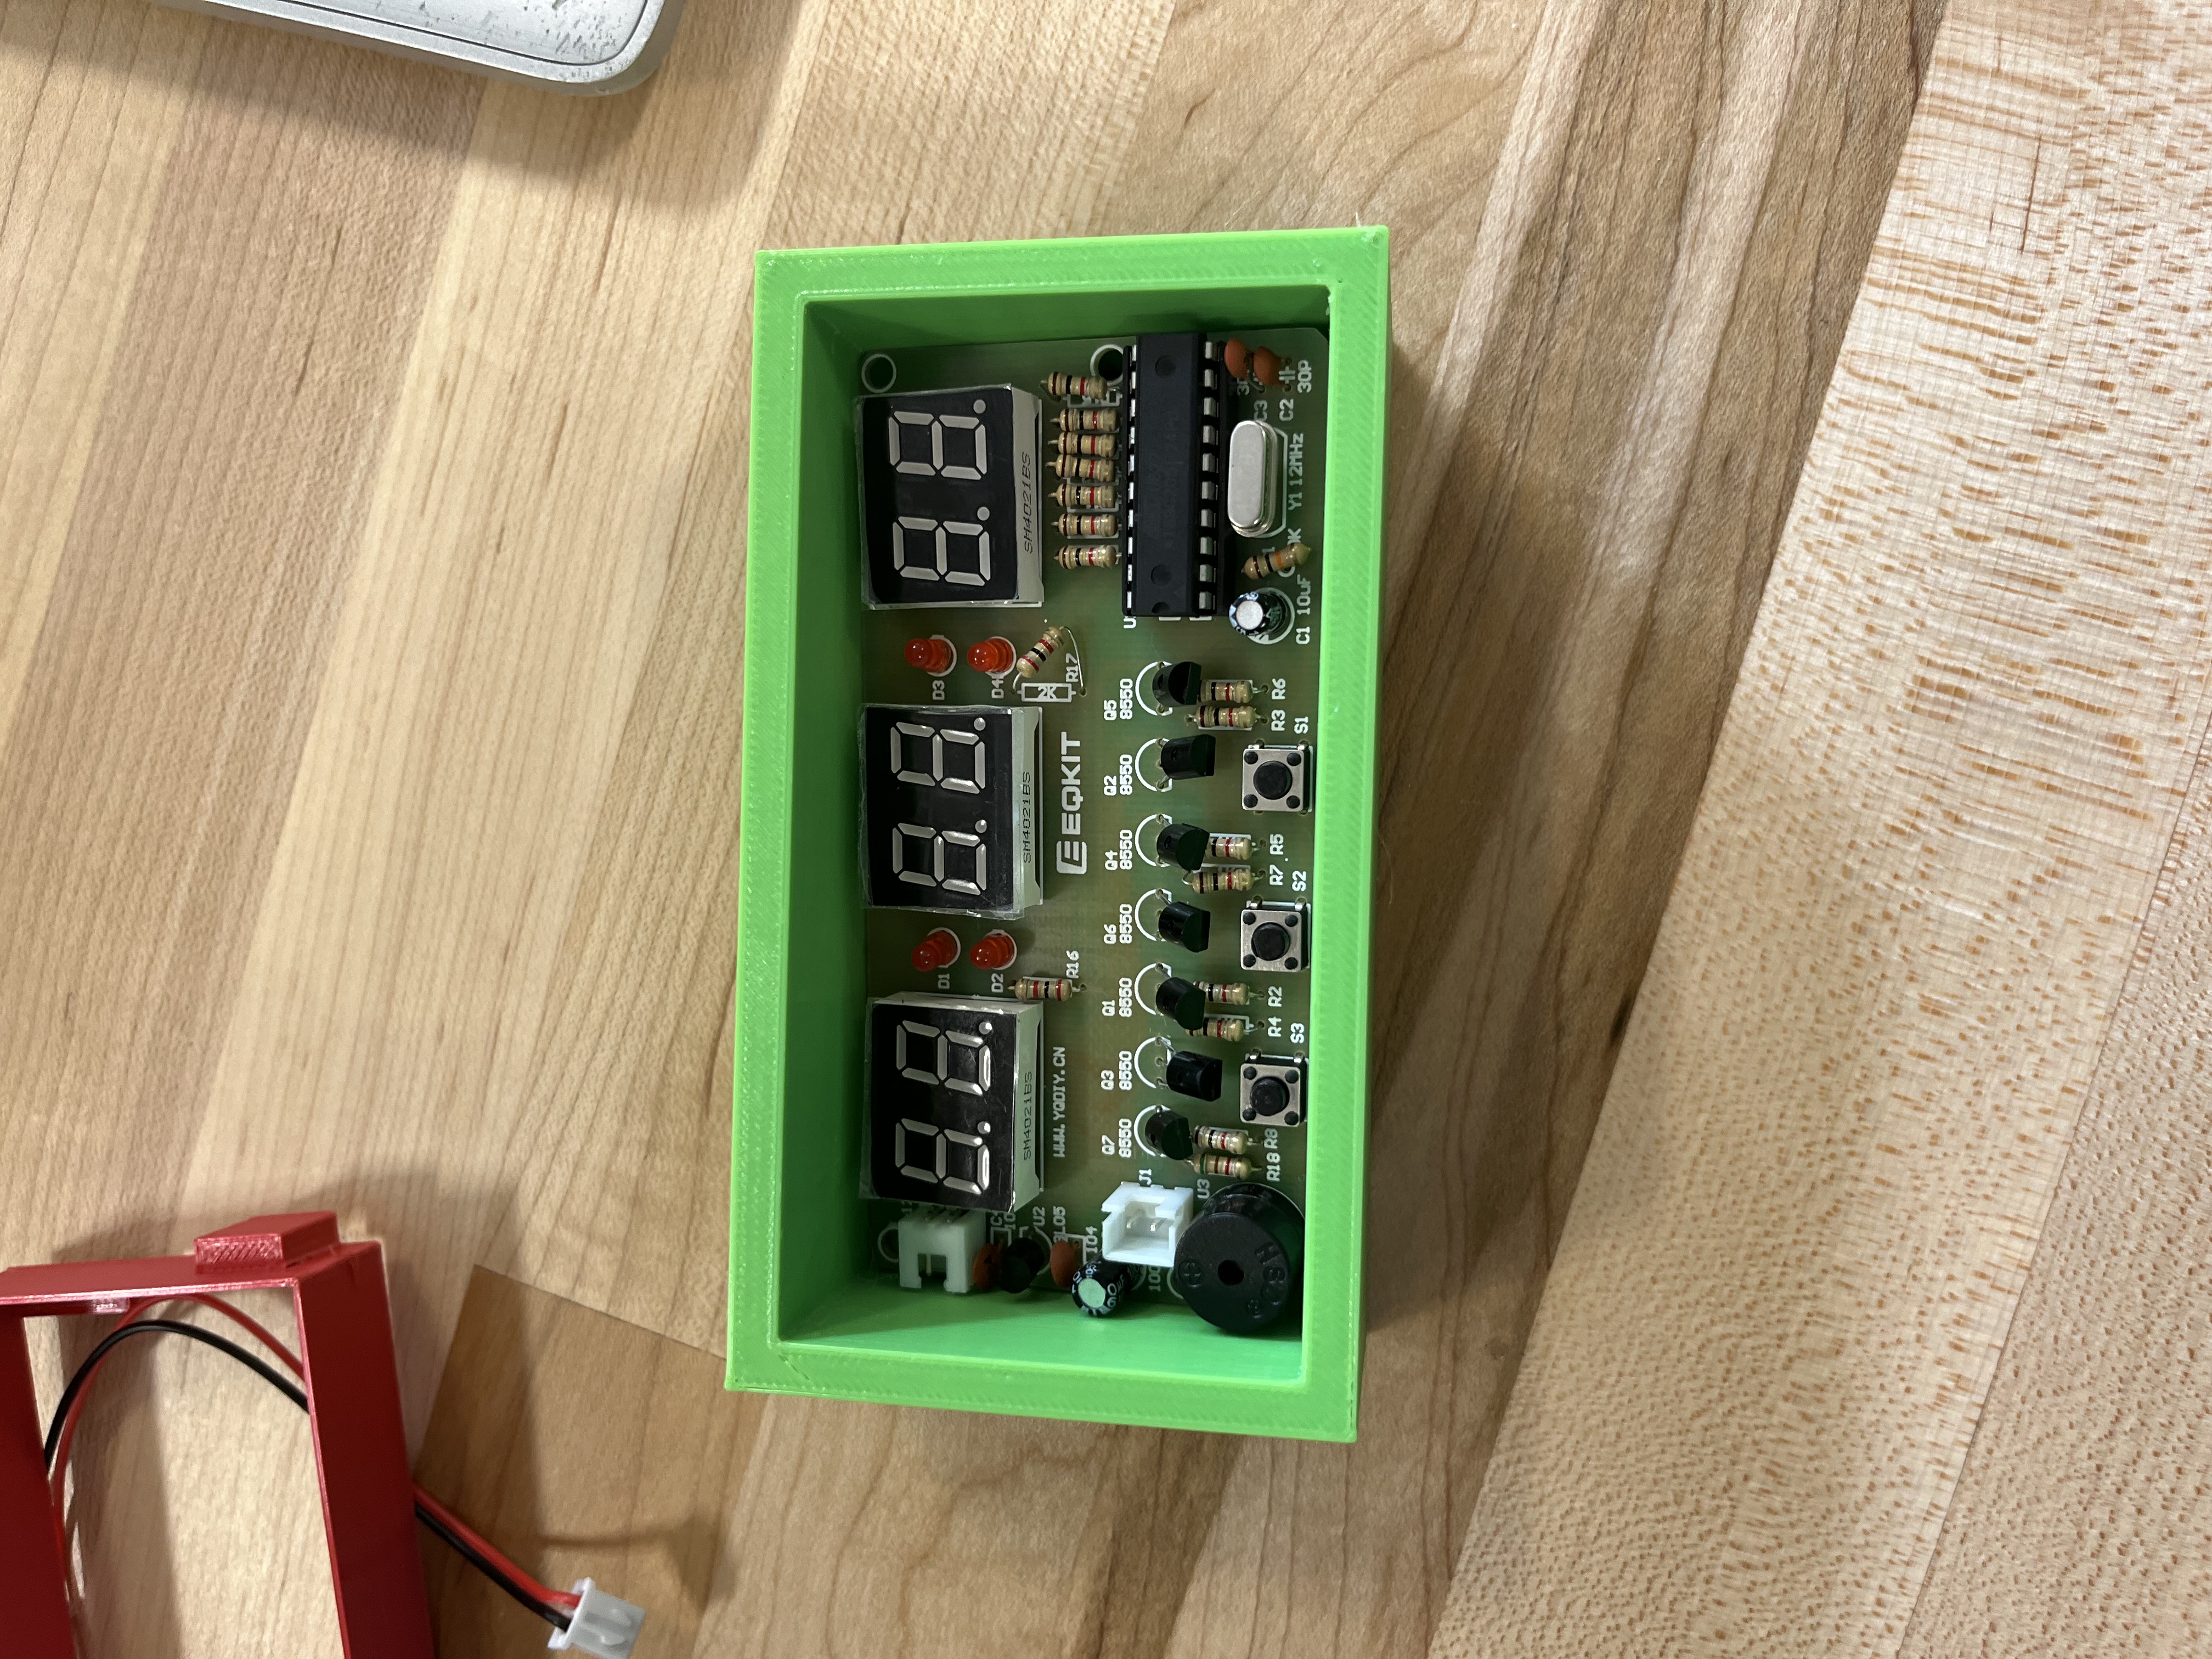 D1
D3
D2
D4
SM4021BS
SM4021BS
SM4021BS
U2
L05
104
WWW.YQDIY.CN
R16
EQKIT
2K
R17
J1
Q7
8550
Q3
8550
Q1
8550
Q6
8550
Q4
8550
Q2
8550
Q5
8550
U3
R18
R8
S3
R4
R2
S2
R7
R5
S1
R3
R6
C1 10uF
Y1 12MHz
C3
C2
30P